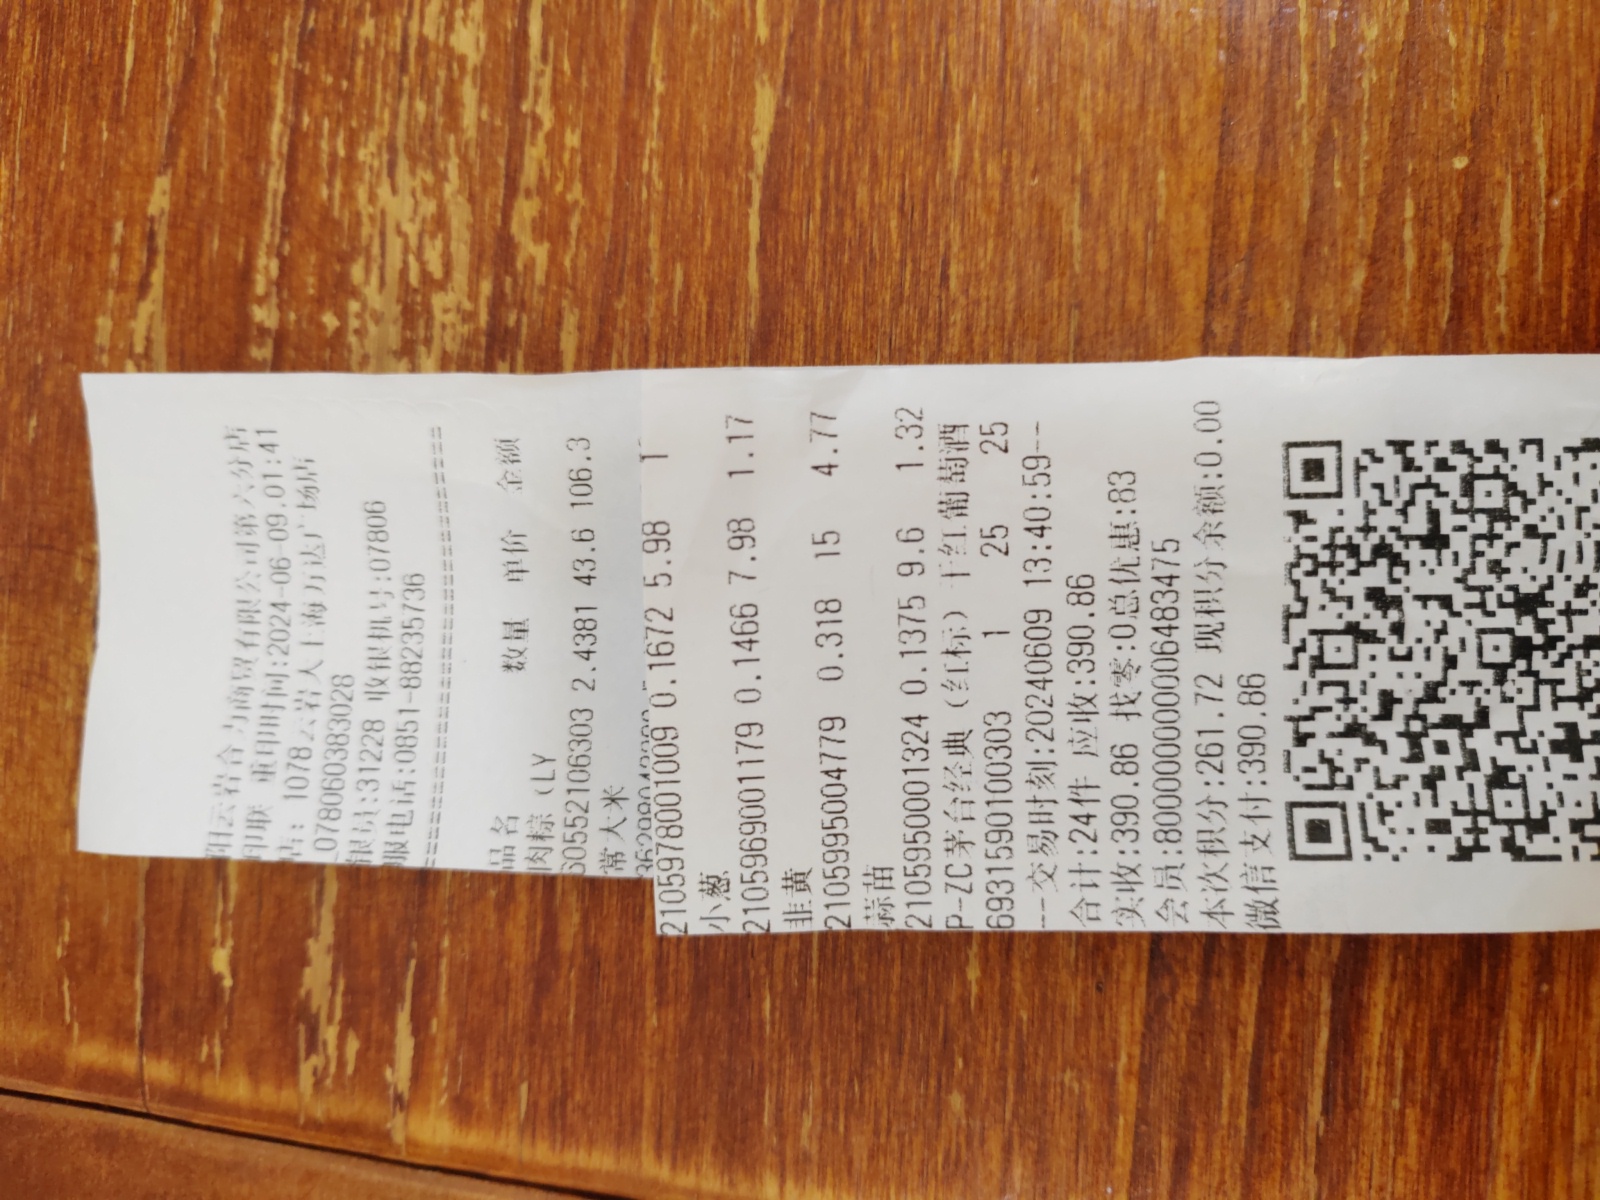 阳云岩合力商贸有限公司第六分店
印联 重印时间:2024-06-09.01:41
店: 1078云岩大上海万达广场店
0780603833028
银员:31228 收银机号:07806
服电话:0851-88235736
品名 数量 单价 金额
肉粽(LY
6055521 06303 2.4381 43.6 106.3
常大米
2105978001009 0.1672 5.98 1
小葱
2105969001179 0.1466 7.98 1.17
韭黄
2105995004779 0.318 15 4.77
蒜苗
2105950001324 0.1375 9.6 1.32
P-ZC茅台经典(红标)干红葡萄酒
6931590100303 1 25 25
--交易时刻:20240609 13:40:59--
合计:24件 应收:390.86
实收:390.86 找零:0总优惠:83
会员:8000000000006483475
本次积分:261.72 现积分余额:0.00
微信支付:390.86